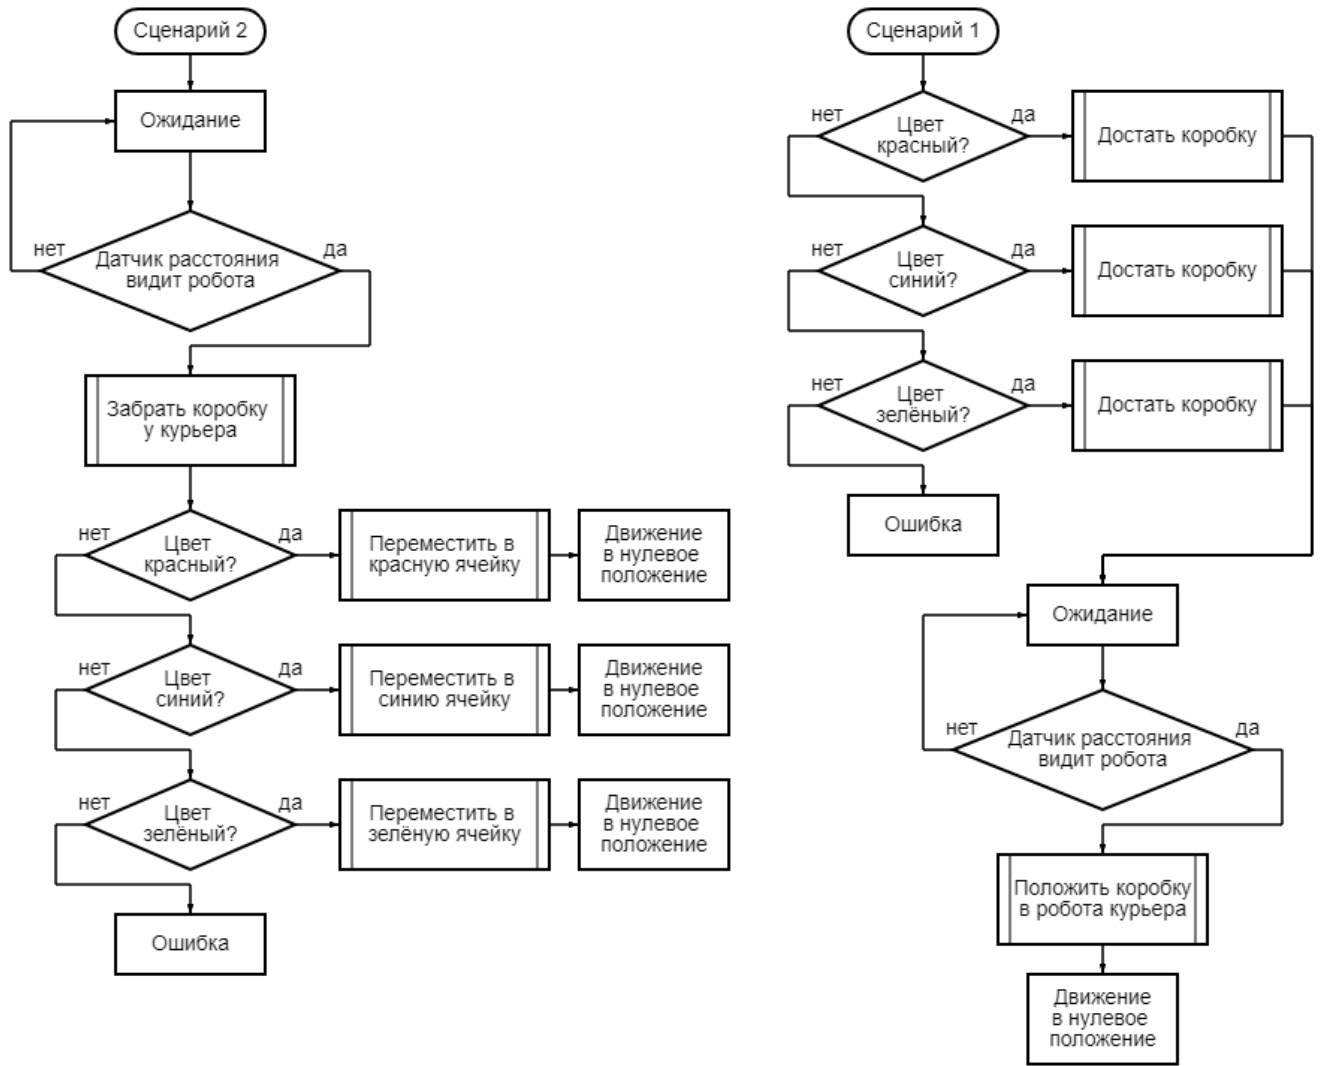 Сценарий 2
Ожидание
нет
да
Датчик расстояния
видит робота
Забрать коробку
у курьера
нет
Цвет
красный?
да
Переместить в
красную ячейку
Движение
в нулевое
положение
нет
Цвет
синий?
да
Переместить в
синию ячейку
Движение
в нулевое
положение
нет
Цвет
зелёный?
да
Переместить в
зелёную ячейку
Движение
в нулевое
положение
Ошибка
Сценарий 1
нет
Цвет
красный?
да
Достать коробку
нет
Цвет
синий?
да
Достать коробку
нет
Цвет
зелёный?
да
Достать коробку
Ошибка
Ожидание
нет
да
Датчик расстояния
видит робота
Положить коробку
в робота курьера
Движение
в нулевое
положение